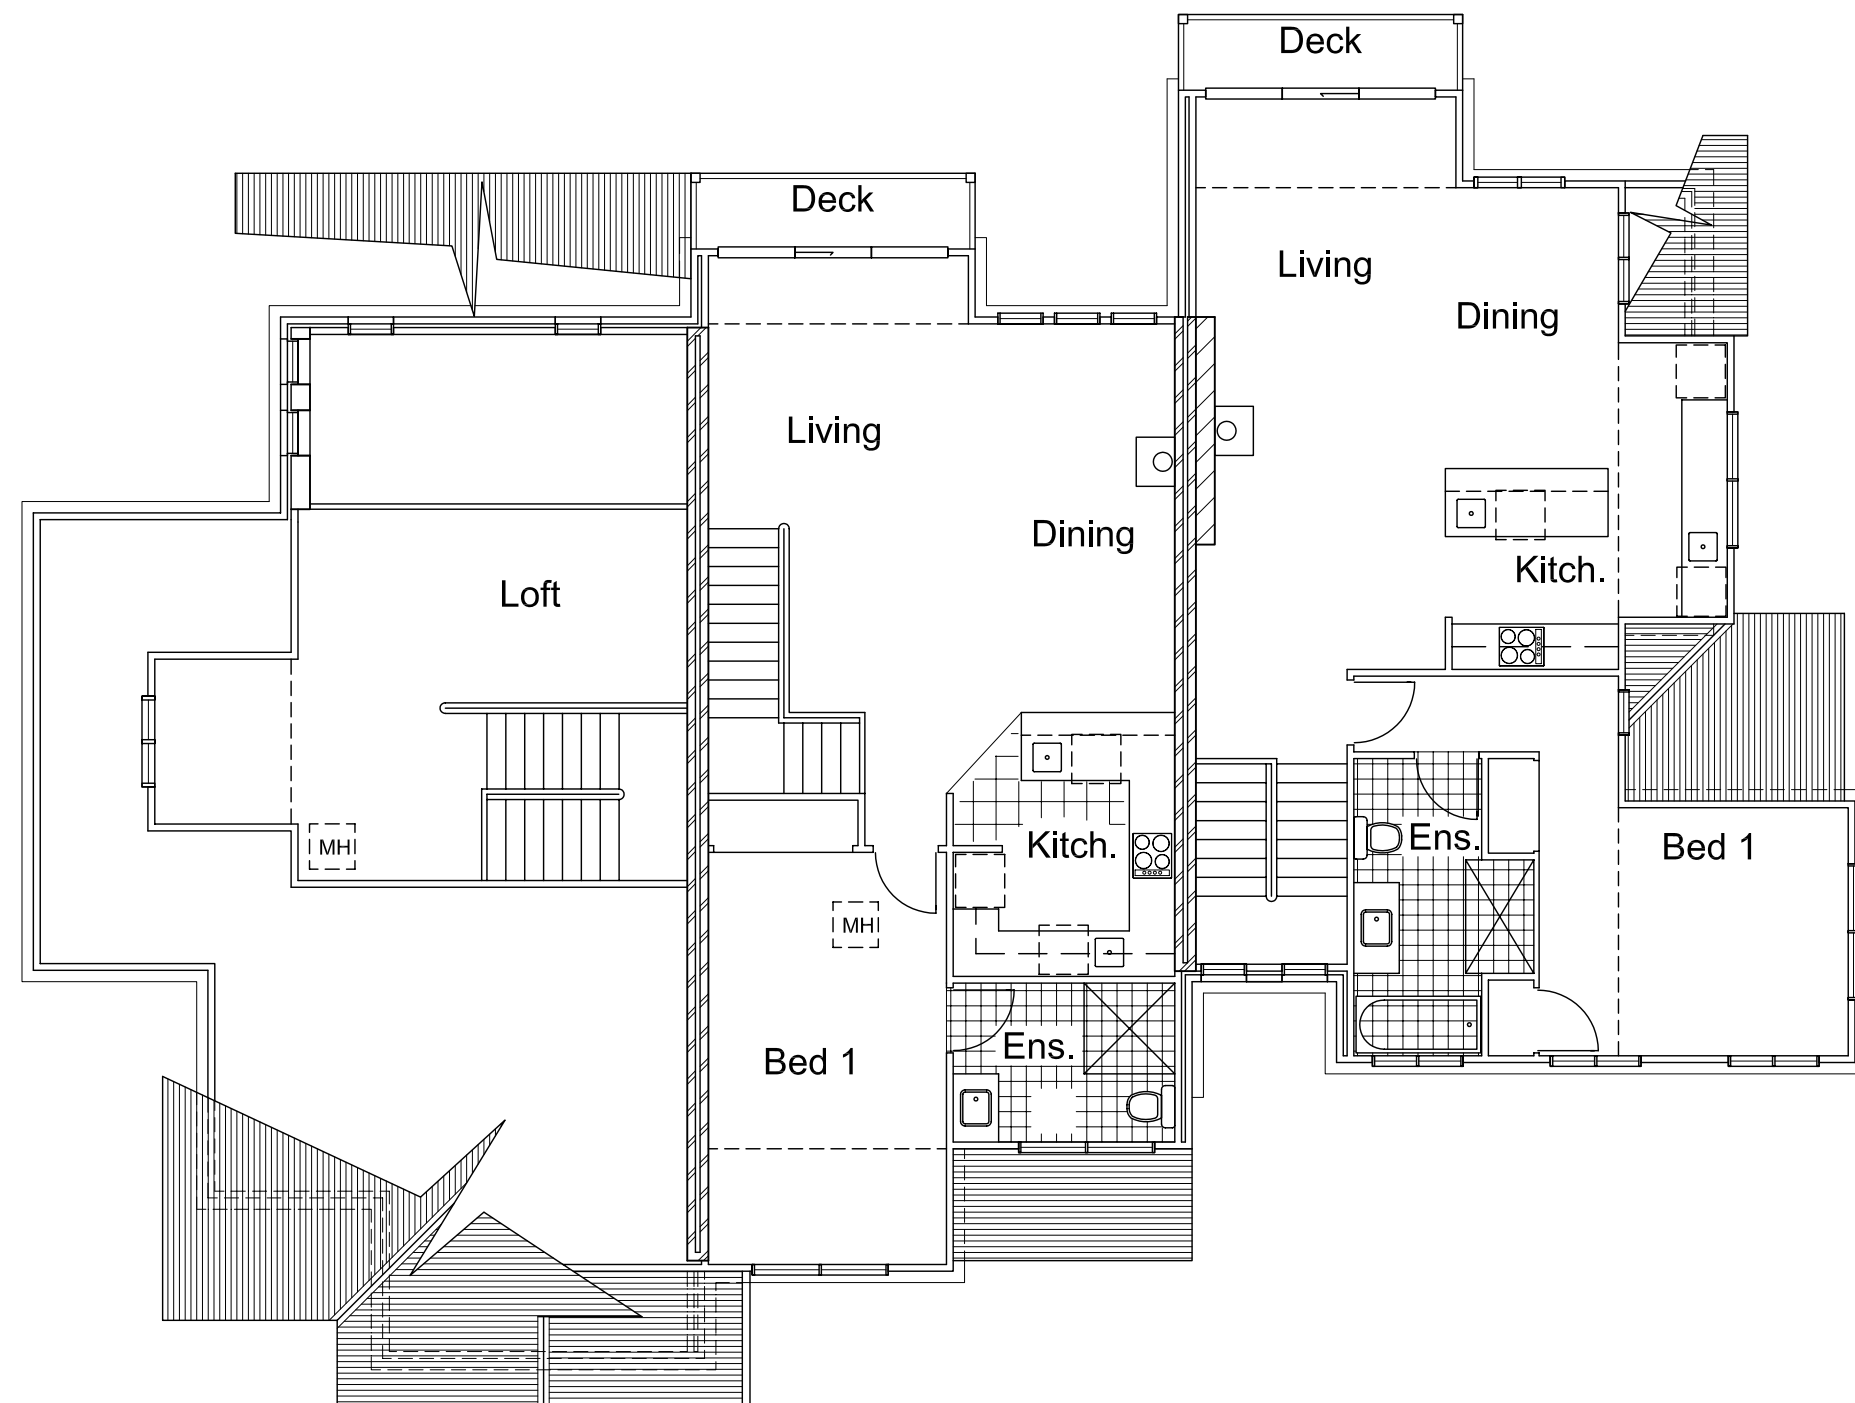 Deck
Deck
Living
Dining
Living
Dining
Kitch.
Loft
Ens.
Bed 1
Kitch.
MH
MH
Ens.
Bed 1